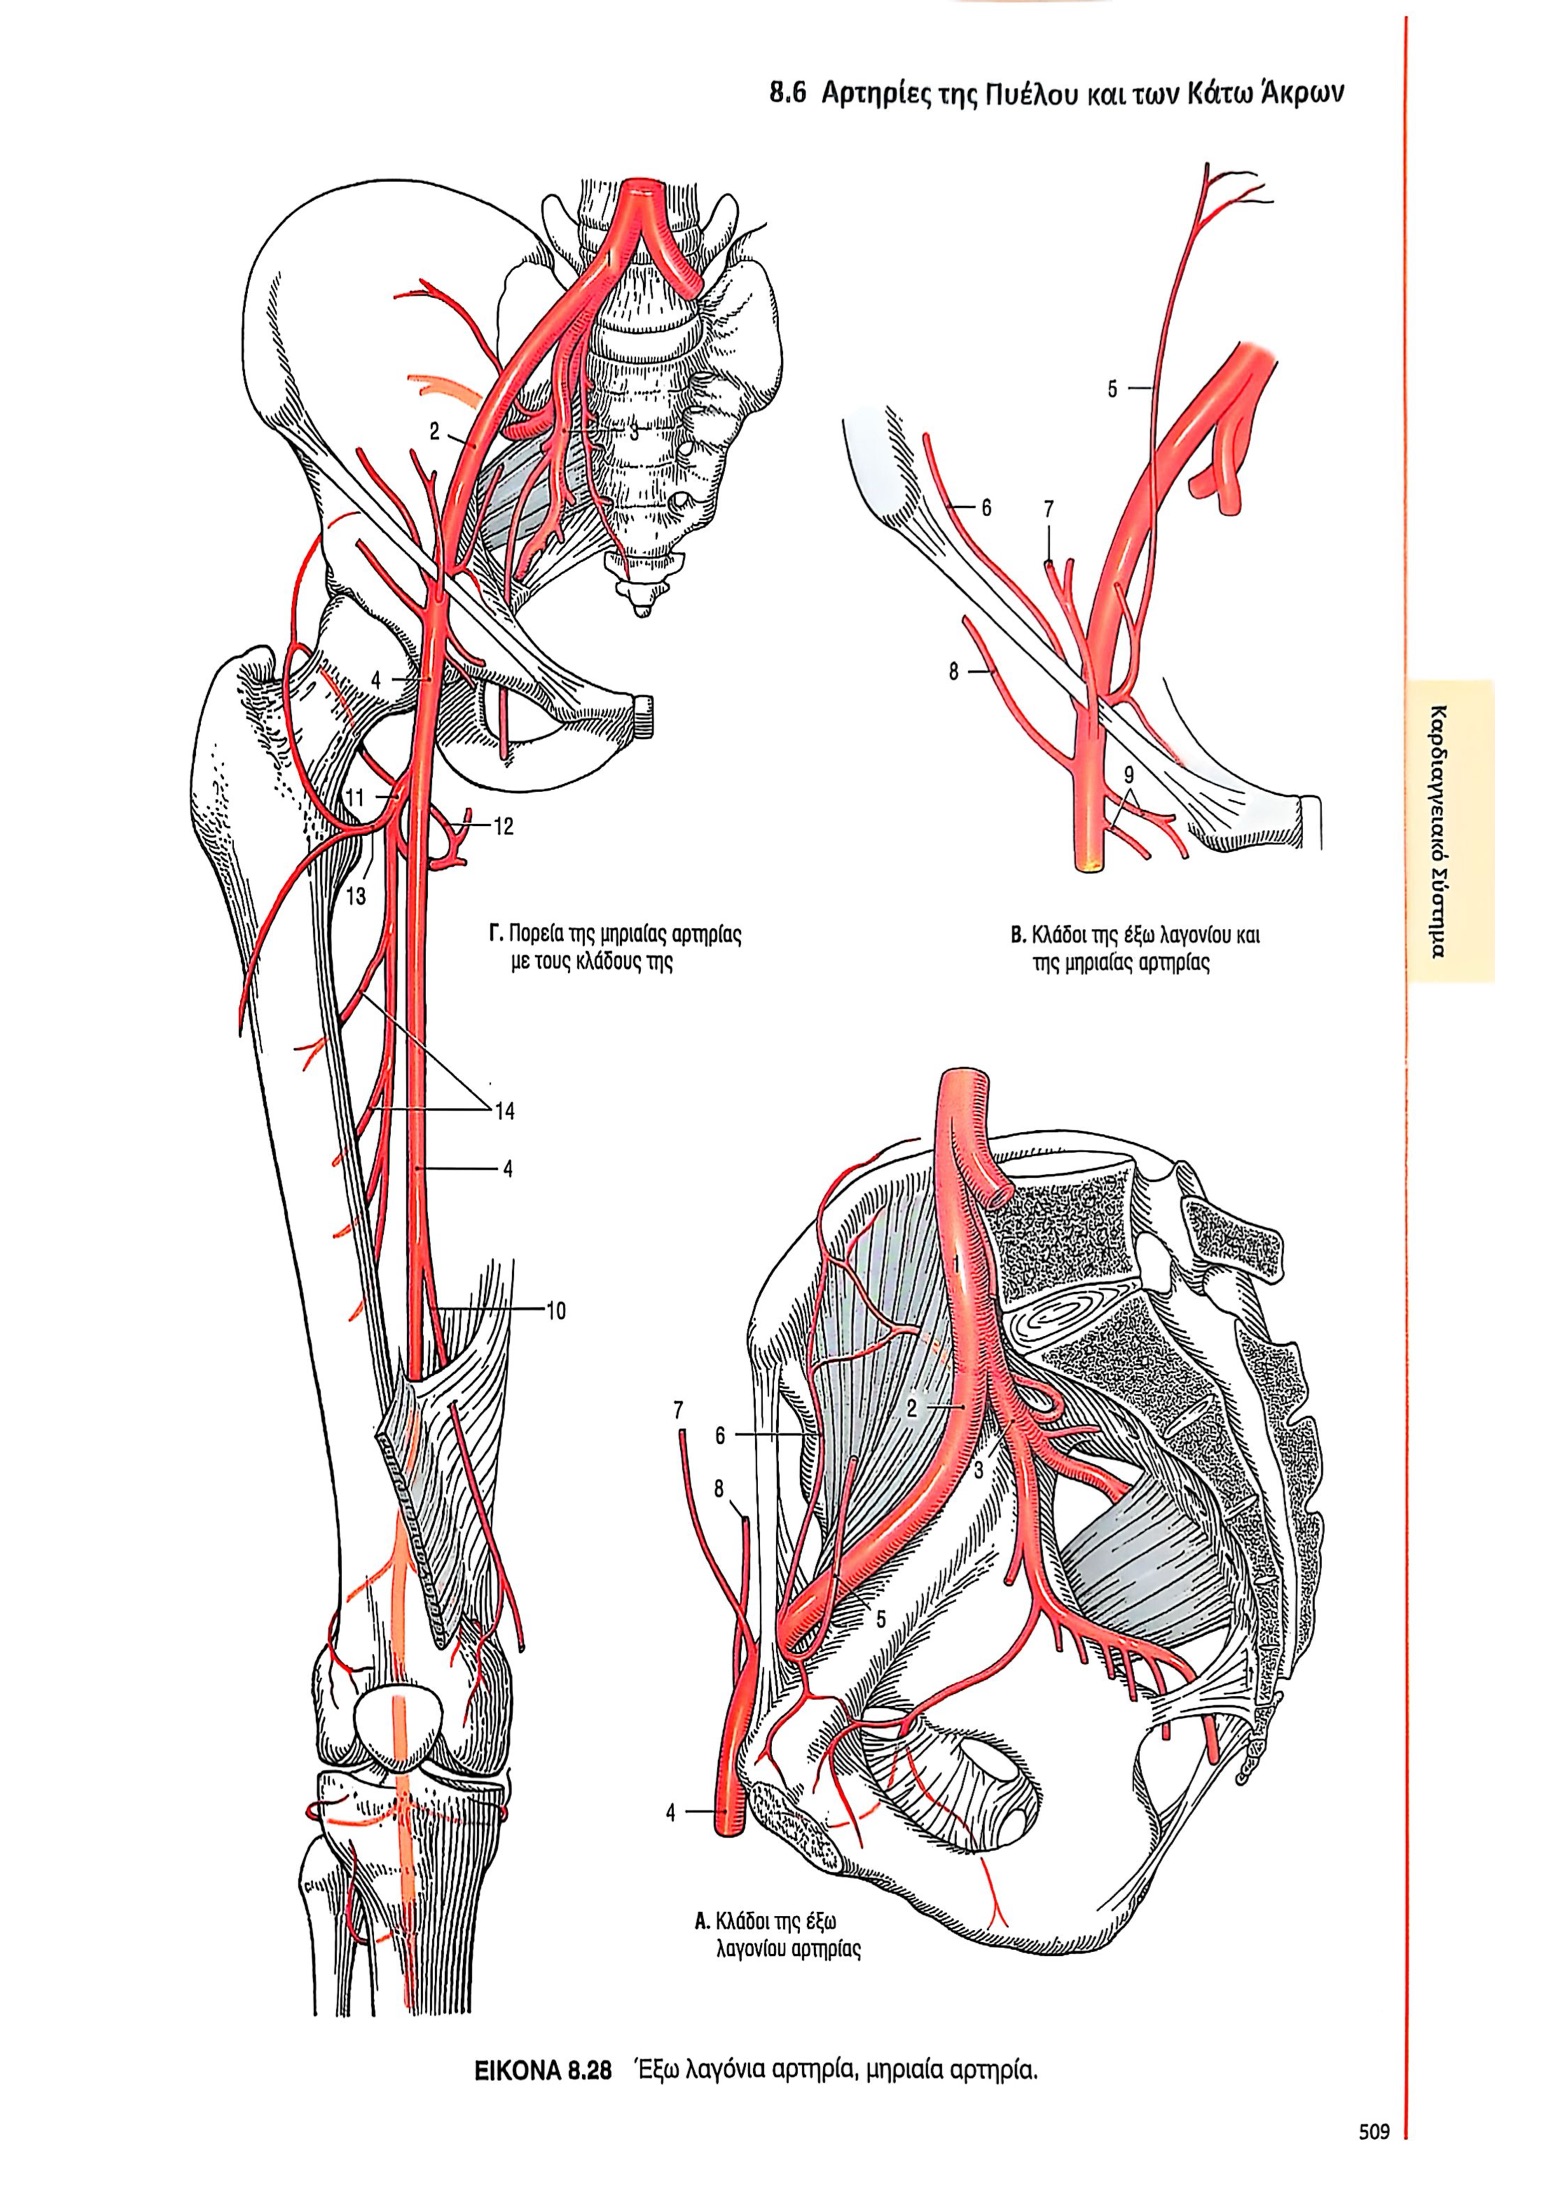 8.6 Αρτηρίες της Πυέλου και των Κάτω Άκρων
1
2
3
4
11
12
13
14
4
10
Γ. Πορεία της μηριαίας αρτηρίας
με τους κλάδους της
5
6
7
8
9
Β. Κλάδοι της έξω λαγονίου και
της μηριαίας αρτηρίας
1
2
3
7
6
8
5
4
Α. Κλάδοι της έξω
λαγονίου αρτηρίας
Καρδιαγγειακό Σύστημα
ΕΙΚΟΝΑ 8.28 Έξω λαγόνια αρτηρία, μηριαία αρτηρία.
509